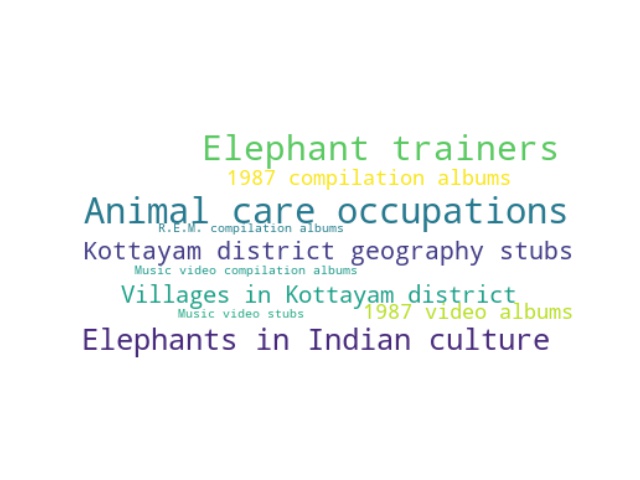 Elephant trainers
1987 compilation albums
Animal care occupations
R.E.M. compilation albums
Kottayam district geography stubs
Music video compilation albums
Villages in Kottayam district
1987 video albums
Music video stubs
Elephants in Indian culture